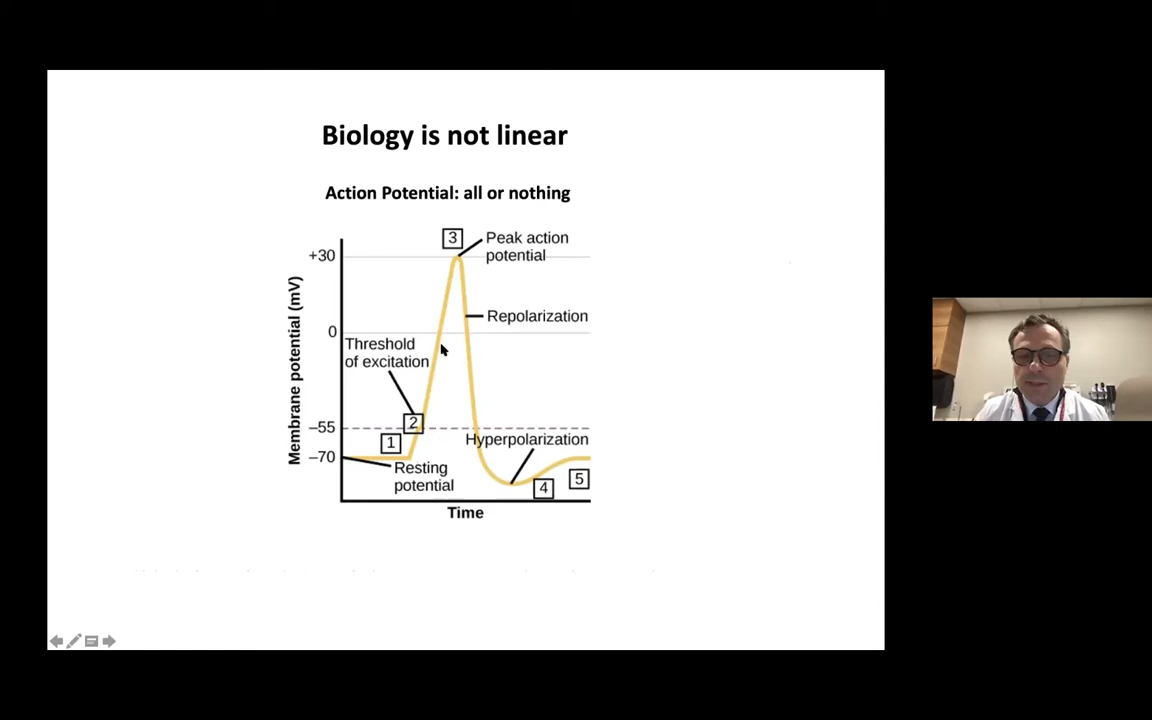 Biology is not linear
Action Potential: all or nothing
3
Peak action
potential
+30
Repolarization
0
Threshold
of excitation
Membrane potential (mV)
2
–55
1
Hyperpolarization
–70
Resting
potential
4
5
Time